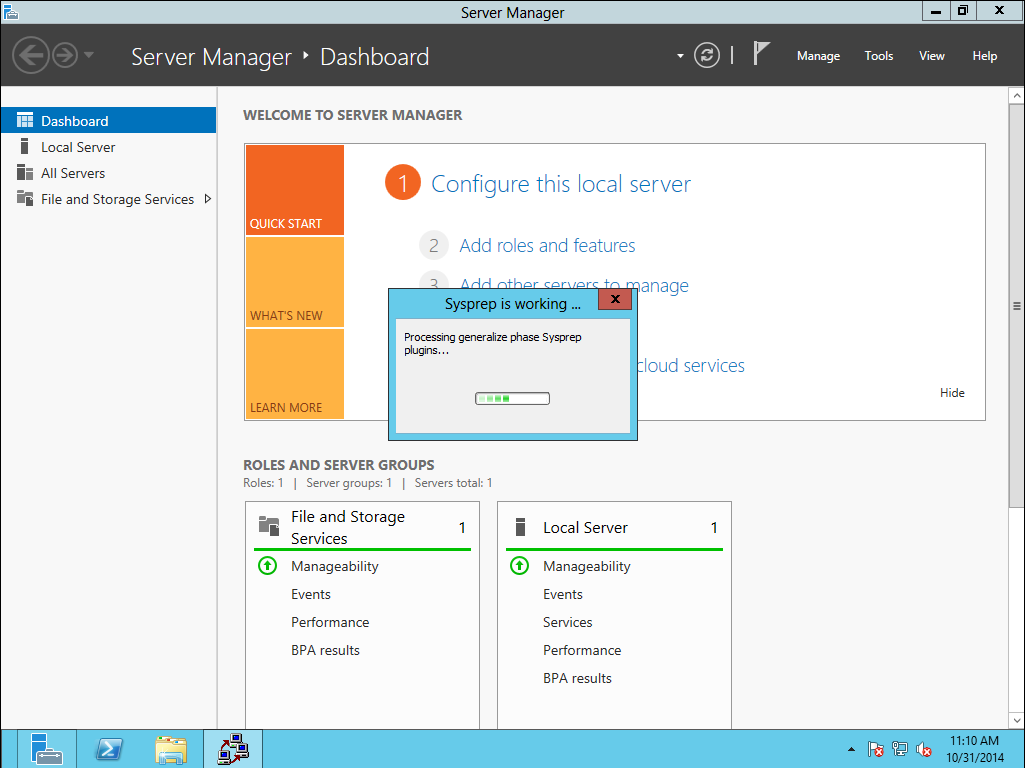 Server Manager
Server Manager ‣ Dashboard
Manage Tools View Help
Dashboard
Local Server
All Servers
File and Storage Services
WELCOME TO SERVER MANAGER
QUICK START
WHAT'S NEW
LEARN MORE
1 Configure this local server
2 Add roles and features
3 Add other servers to manage
cloud services
Hide
Sysprep is working ...
x
Processing generalize phase Sysprep
plugins...
ROLES AND SERVER GROUPS
Roles: 1 | Server groups: 1 | Servers total: 1
File and Storage
Services
1
Manageability
Events
Performance
BPA results
Local Server 1
Manageability
Events
Services
Performance
BPA results
11:10 AM
10/31/2014